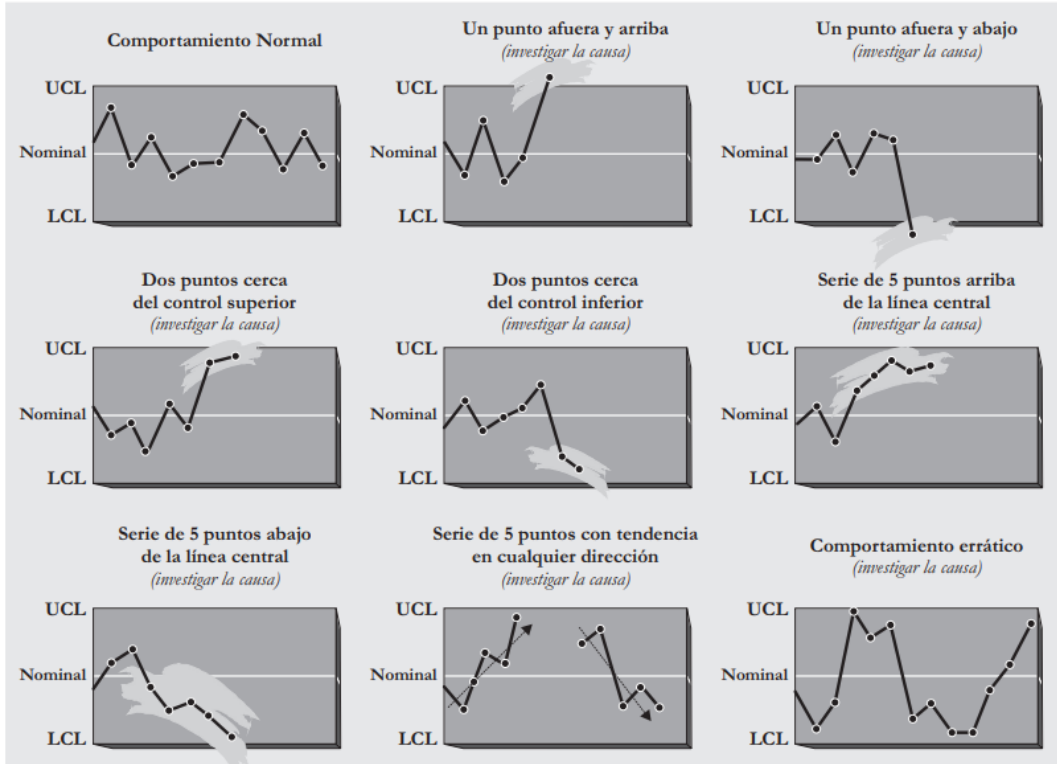 Comportamiento Normal
UCL
Nominal
LCL
Un punto afuera y arriba
(investigar la causa)
UCL
Nominal
LCL
Un punto afuera y abajo
(investigar la causa)
UCL
Nominal
LCL
Dos puntos cerca
del control superior
(investigar la causa)
UCL
Nominal
LCL
Dos puntos cerca
del control inferior
(investigar la causa)
UCL
Nominal
LCL
Serie de 5 puntos arriba
de la línea central
(investigar la causa)
UCL
Nominal
LCL
Serie de 5 puntos abajo
de la línea central
(investigar la causa)
UCL
Nominal
LCL
Serie de 5 puntos con tendencia
en cualquier dirección
(investigar la causa)
UCL
Nominal
LCL
Comportamiento errático
(investigar la causa)
UCL
Nominal
LCL